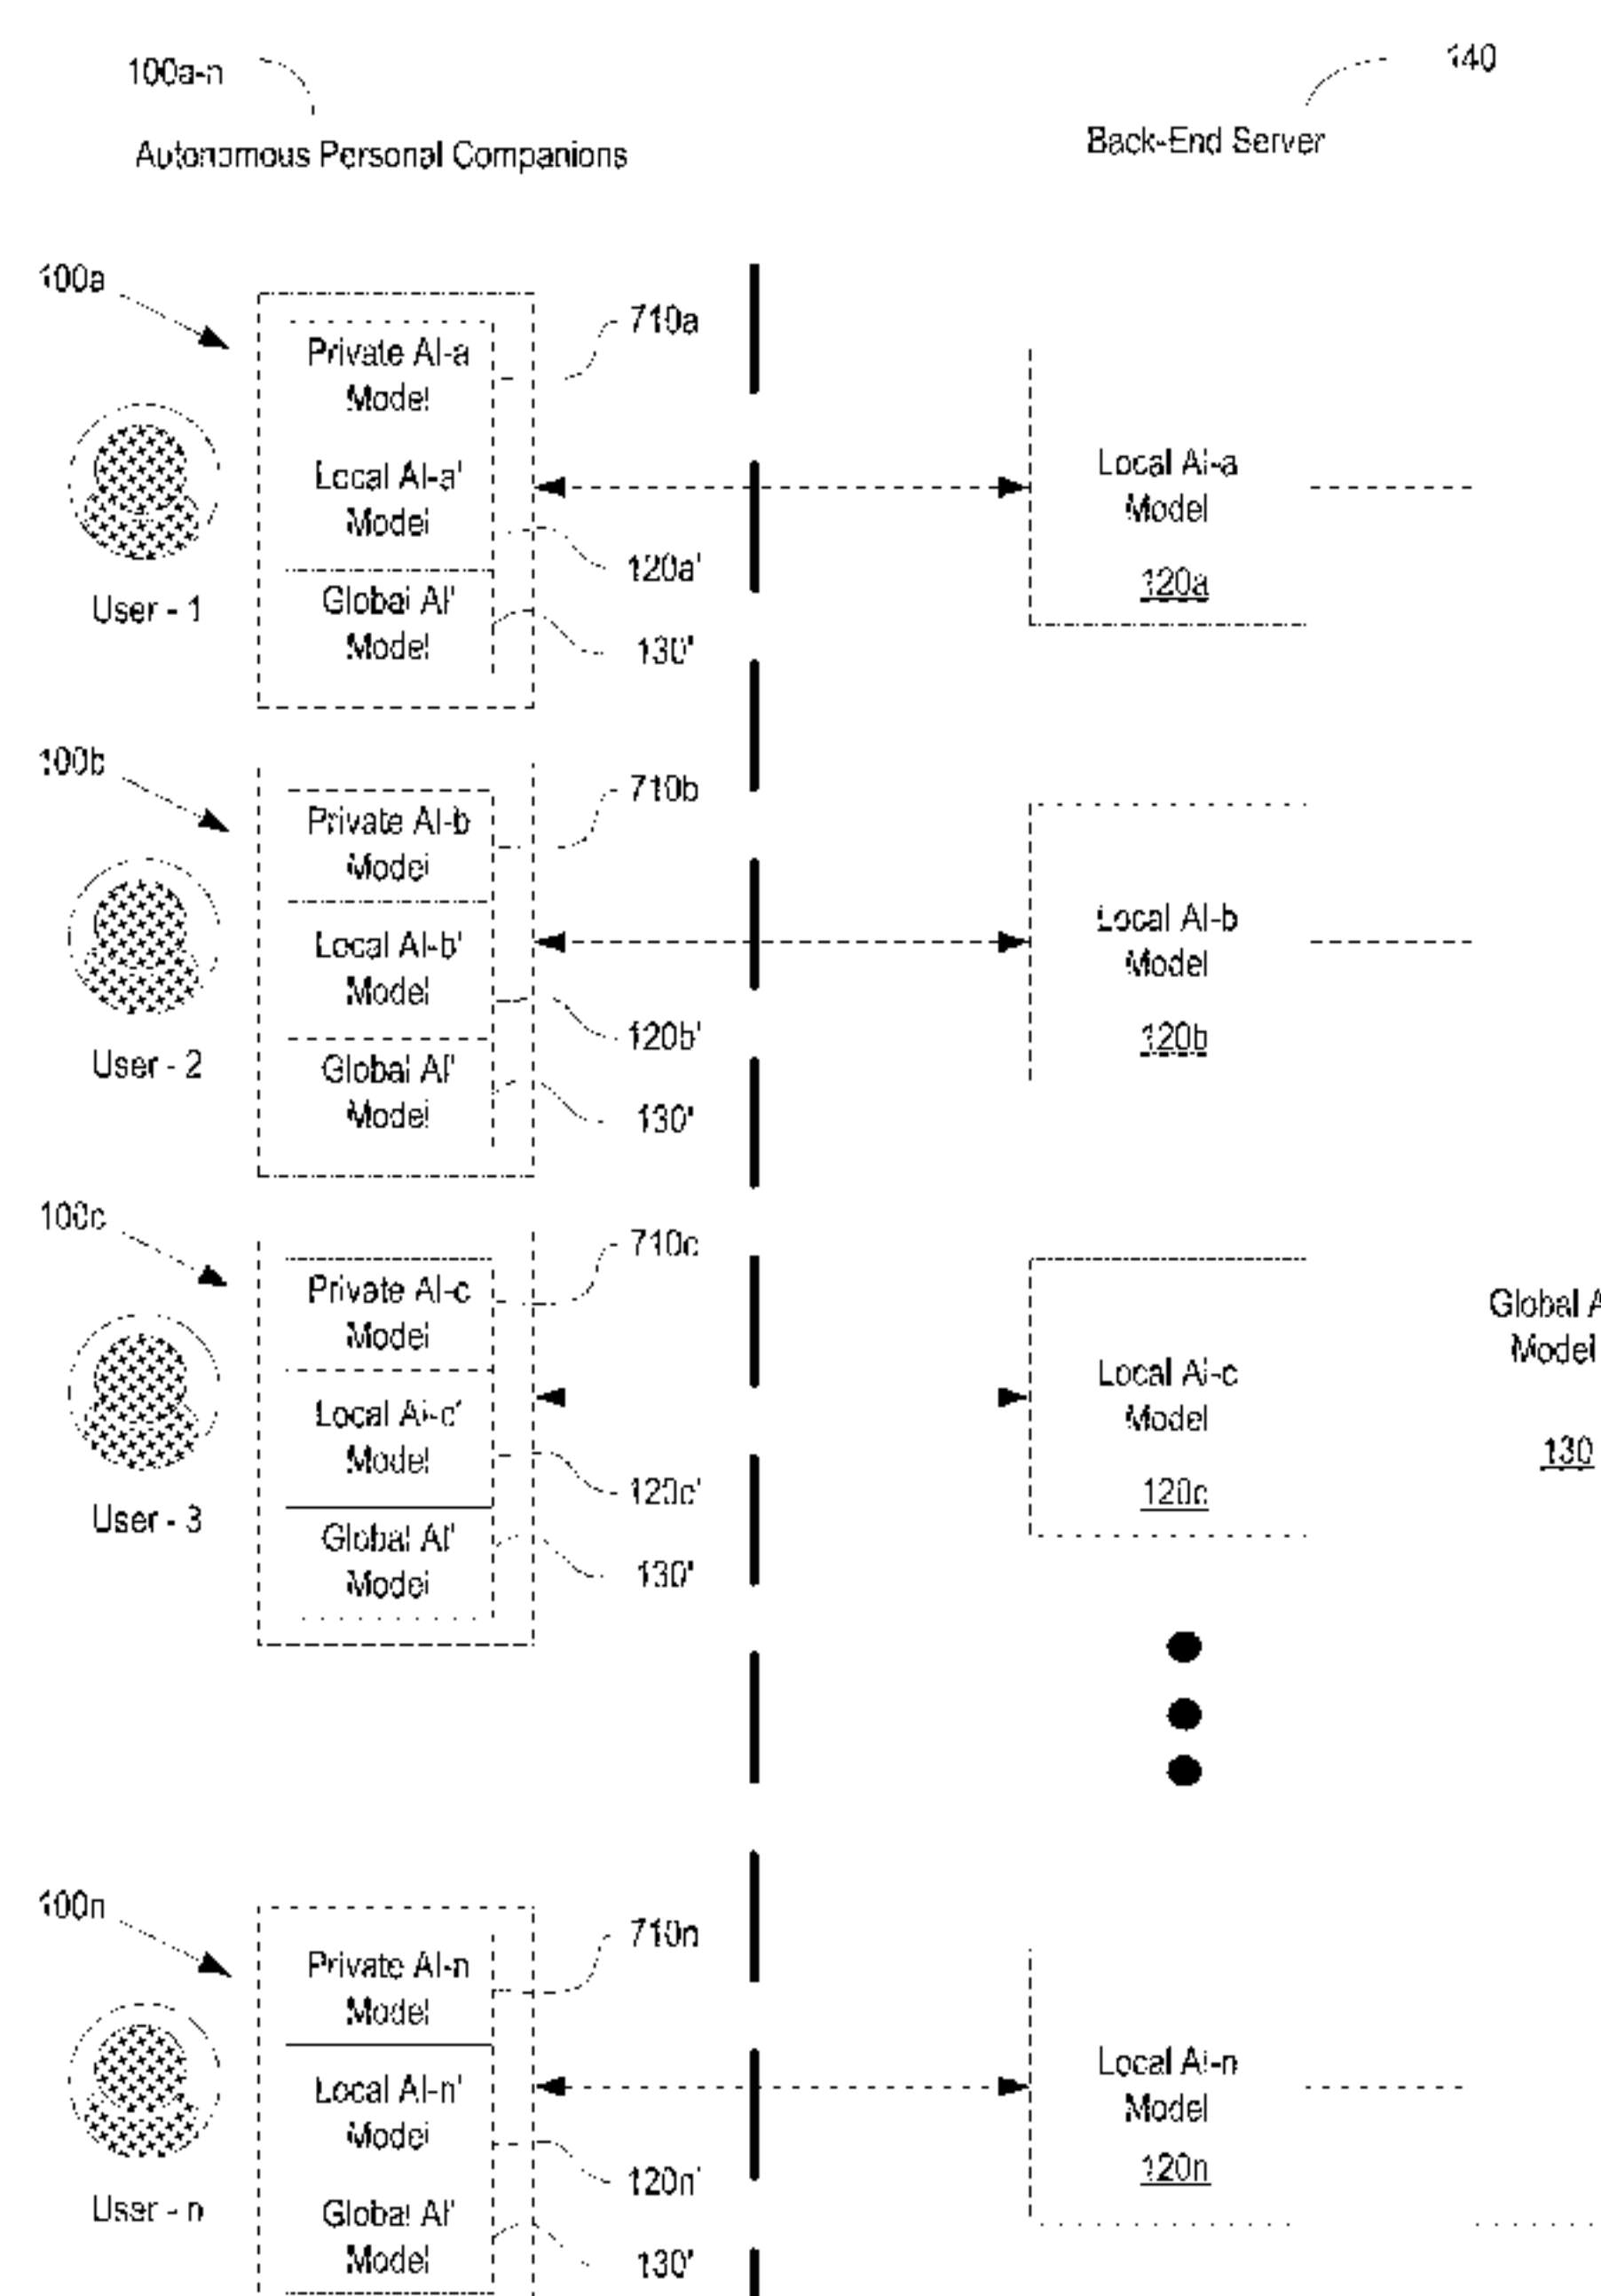 100a-n
140
Autonomous Personal Companions
Back-End Server
100a
710a
Private AI-a
Model
Local AI-a'
Model
120a'
Global AI'
Model
130'
User - 1
Local AI-a
Model
120a
100b
710b
Private AI-b
Model
Local AI-b'
Model
120b'
Global AI'
Model
130'
User - 2
Local AI-b
Model
120b
100c
710c
Private AI-c
Model
Local AI-c'
Model
120c'
Global AI'
Model
130'
User - 3
Local AI-c
Model
120c
Global A
Model
130
100n
710n
Private AI-n
Model
Local AI-n'
Model
120n'
Global AI'
Model
130'
User - n
Local AI-n
Model
120n